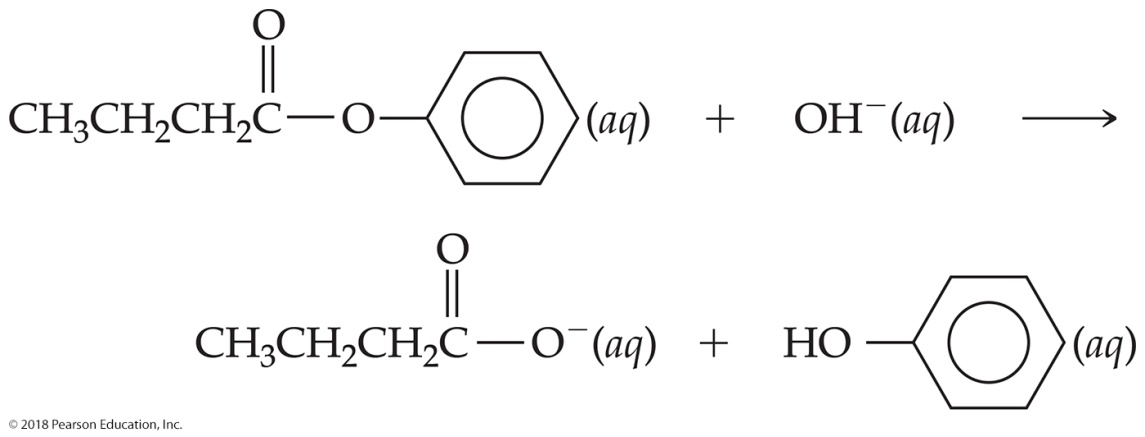 O
CH₃CH₂CH₂C—O— (aq) + OH⁻(aq) ⟶
O
CH₃CH₂CH₂C—O⁻(aq) + HO— (aq)
© 2018 Pearson Education, Inc.